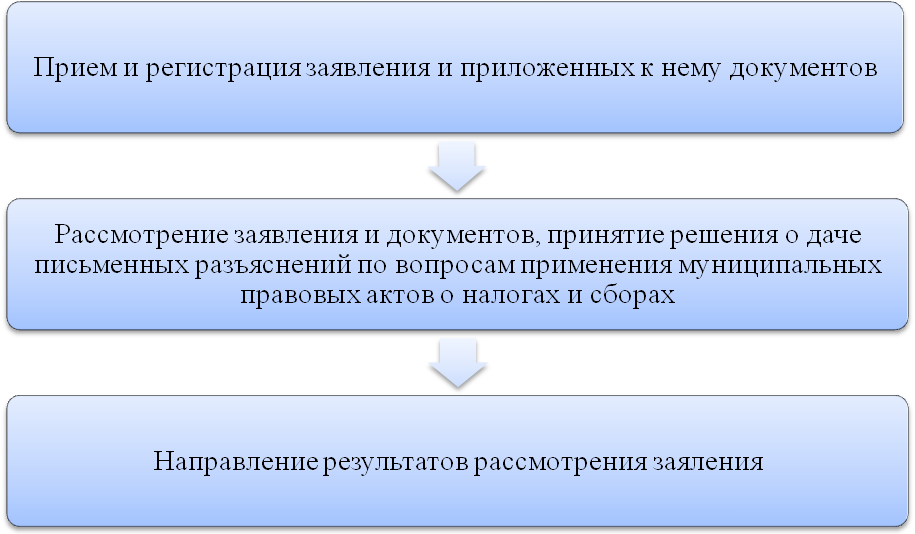 Прием и регистрация заявления и приложенных к нему документов
Рассмотрение заявления и документов, принятие решения о даче
письменных разъяснений по вопросам применения муниципальных
правовых актов о налогах и сборах
Направление результатов рассмотрения заяления